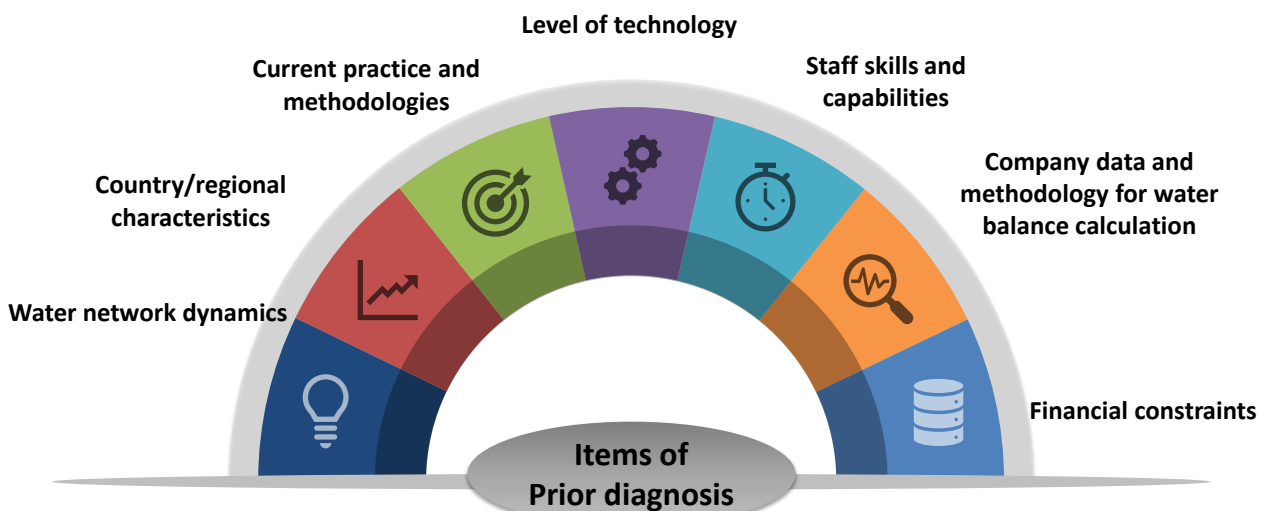 Level of technology
Current practice and
methodologies
Staff skills and
capabilities
Country/regional
characteristics
Company data and
methodology for water
balance calculation
Water network dynamics
Financial constraints
Items of
Prior diagnosis